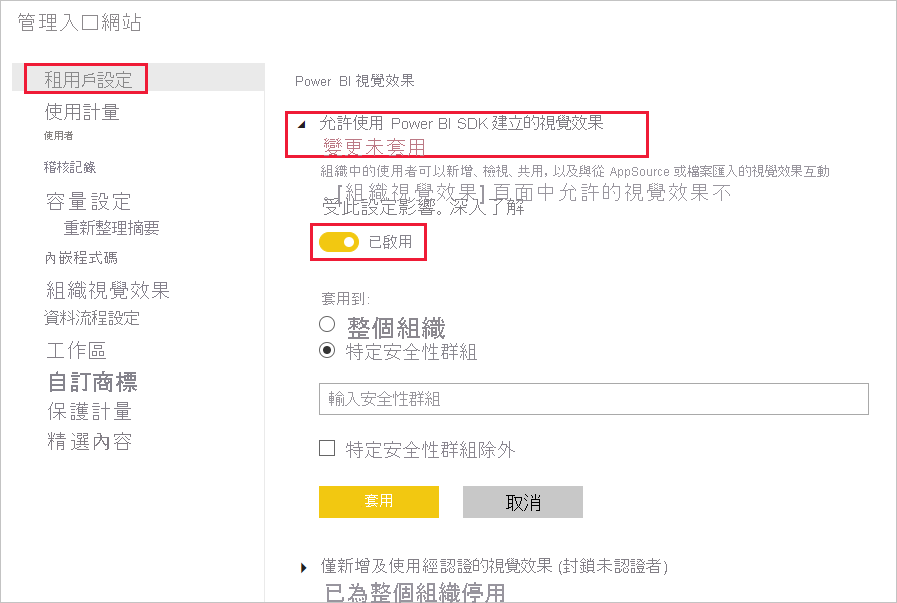 管理入口網站
租用戶設定
使用計量
使用者
稽核記錄
容量設定
重新整理摘要
內嵌程式碼
組織視覺效果
資料流程設定
工作區
自訂商標
保護計量
精選內容
Power BI 視覺效果
允許使用 Power BI SDK 建立的視覺效果
變更未套用
組織中的使用者可以新增、檢視、共用，以及與從 AppSource 或檔案匯入的視覺效果互動
。[組織視覺效果] 頁面中允許的視覺效果不
受此設定影響。深入了解
已啟用
套用到:
整個組織
特定安全性群組
輸入安全性群組
特定安全性群組除外
套用
取消
僅新增及使用經認證的視覺效果 (封鎖未認證者)
已為整個組織停用